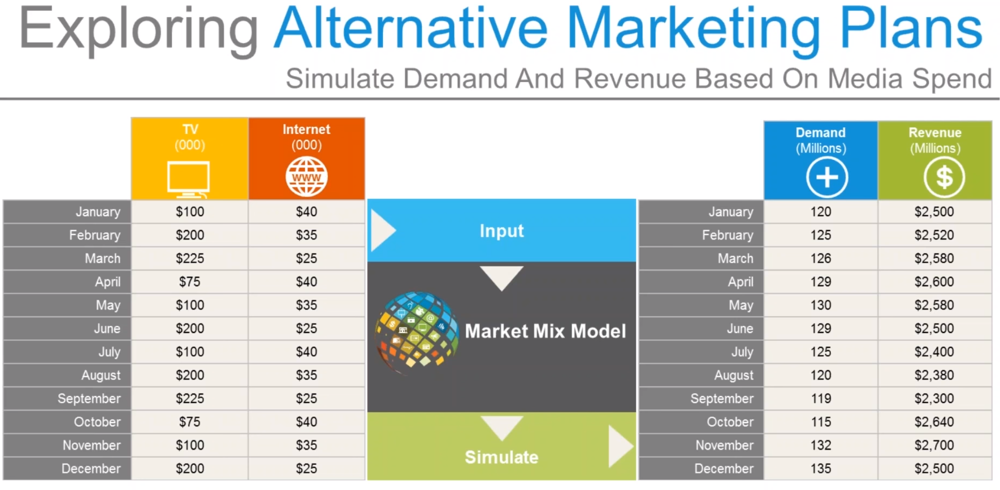 Exploring Alternative Marketing Plans
Simulate Demand And Revenue Based On Media Spend
TV Internet
(000) (000)
WWW
January $100 $40
February $200 $35
March $225 $25
April $75 $40
May $100 $35
June $200 $25
July $100 $40
August $200 $35
September $225 $25
October $75 $40
November $100 $35
December $200 $25
Input
Market Mix Model
Simulate
Demand Revenue
(Millions) (Millions)
$
January 120 $2,500
February 125 $2,520
March 126 $2,580
April 129 $2,600
May 130 $2,580
June 129 $2,500
July 125 $2,400
August 120 $2,380
September 119 $2,300
October 115 $2,640
November 132 $2,700
December 135 $2,500